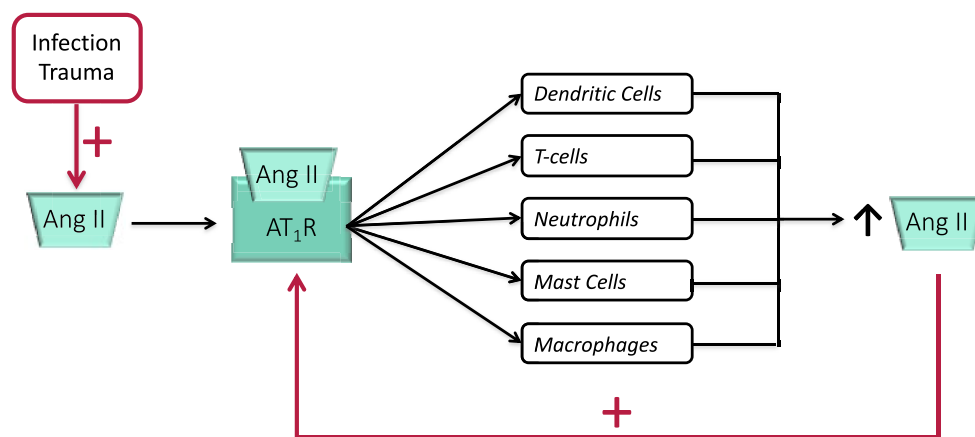 Infection
Trauma
+
Ang II
Ang II
AT₁R
Dendritic Cells
T-cells
Neutrophils
Mast Cells
Macrophages
↑ Ang II
+